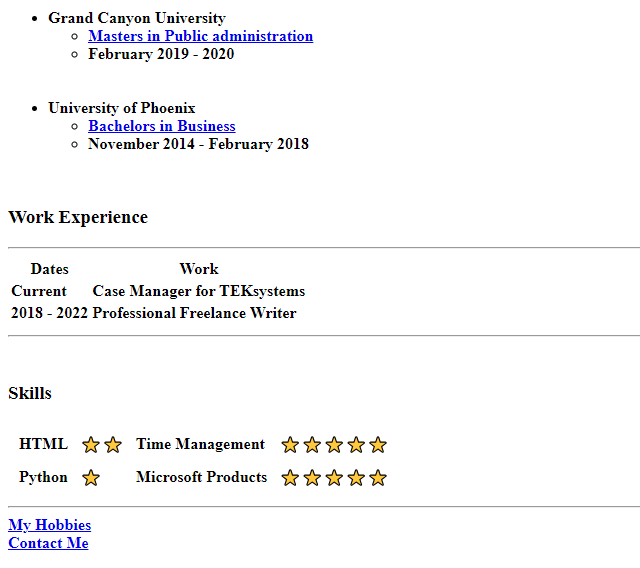 Grand Canyon University
Masters in Public administration
February 2019 - 2020
University of Phoenix
Bachelors in Business
November 2014 - February 2018
Work Experience
Dates Work
Current Case Manager for TEKsystems
2018 - 2022 Professional Freelance Writer
Skills
HTML Time Management
Python Microsoft Products
My Hobbies
Contact Me